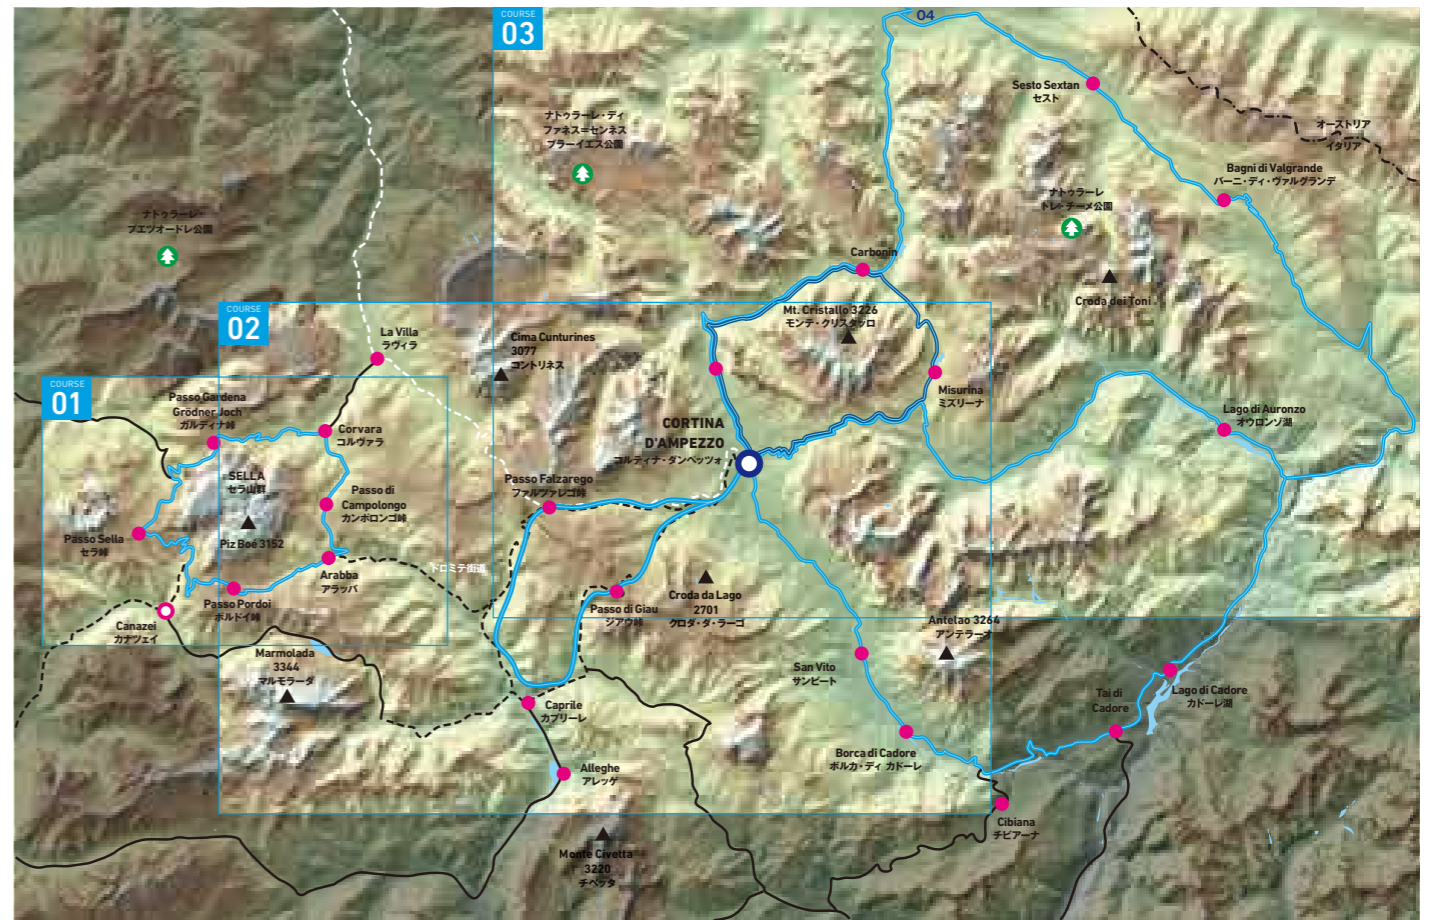 COURSE
03
04
Sesto Sextan
セスト
オーストリア
イタリア
ナトゥラーレ・ディ
ファネス＝センネス
ブラーイエス公園
Bagni di Valgrande
バーニ・ディ・ヴァルグランデ
ナトゥラーレ
トレ・チーメ公園
ナトゥラーレ・
プエツオードレ公園
Carbonin
Croda dei Toni
COURSE
02
Mt. Cristallo 3226
モンテ・クリスタッロ
La Villa
ラヴィラ
Cima Cunturines
3077
コントリネス
COURSE
01
Passo Gardena
Grödner Joch
ガルディナ峠
Misurina
ミズリーナ
Lago di Auronzo
オウロンゾ湖
Corvara
コルヴァラ
CORTINA
D'AMPEZZO
コルティナ・ダンペッツォ
SELLA
セラ山群
Passo Falzarego
ファルツァレゴ峠
Passo di
Campolongo
カンポロンゴ峠
Passo Sella
セラ峠
Piz Boé 3152
Arabba
アラッバ
ドロミテ街道
Passo Pordoi
ポルドイ峠
Passo di Giau
ジアウ峠
Croda da Lago
2701
クロダ・ダ・ラーゴ
Canazei
カナツェイ
Antelao 3264
アンテラーオ
Marmolada
3344
マルモラーダ
San Vito
サンビート
Tai di
Cadore
Lago di Cadore
カドーレ湖
Caprile
カプリーレ
Borca di Cadore
ボルカ・ディ カドーレ
Alleghe
アレッゲ
Cibiana
チビアーナ
Monte Civetta
3220
チベッタ